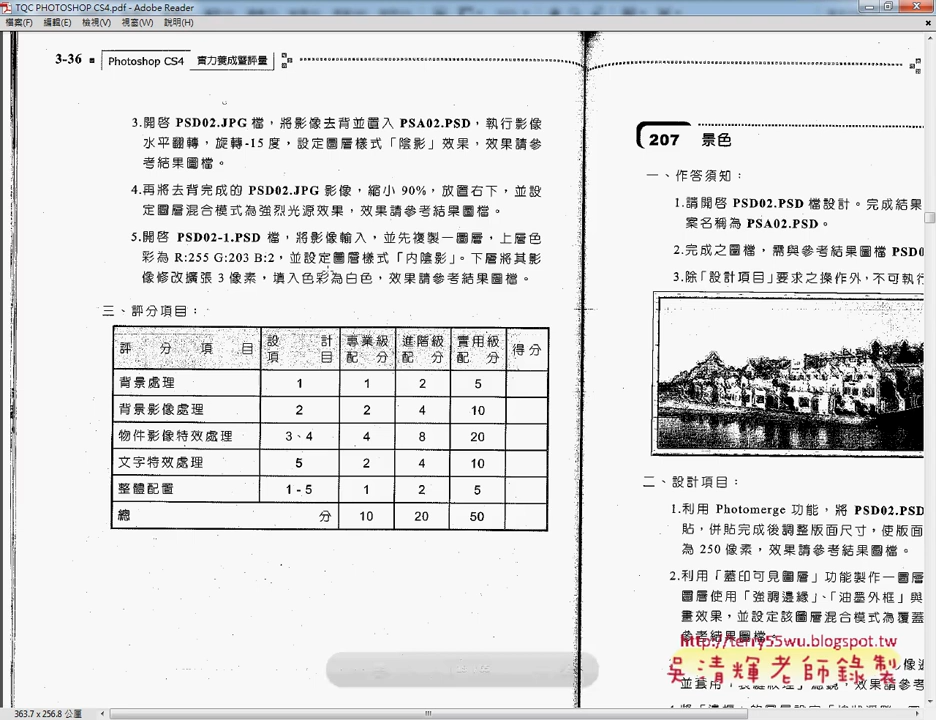 TQC PHOTOSHOP CS4.pdf - Adobe Reader
檔案(F) 編輯(E) 檢視(V) 視窗(W) 說明(H)
3-36 Photoshop CS4 實力養成暨評量
3.開啓 PSD02.JPG 檔，將影像去背並置入 PSA02.PSD，執行影像
水平翻轉，旋轉-15 度，設定圖層樣式「陰影」效果，效果請參
考結果圖檔。
4.再將去背完成的 PSD02.JPG 影像，縮小 90%，放置右下，並設
定圖層混合模式為強烈光源效果，效果請參考結果圖檔。
5.開啓 PSD02-1.PSD 檔，將影像輸入，並先複製一圖層，上層色
彩為 R:255 G:203 B:2，並設定圖層樣式「內陰影」。下層將其影
像修改擴張 3 像素，填入色彩為白色，效果請參考結果圖檔。
三、評分項目：
評分項目 設計項目 專業級配分 進階級配分 實用級配分 得分
背景處理 1 1 2 5
背景影像處理 2 2 4 10
物件影像特效處理 3、4 4 8 20
文字特效處理 5 2 4 10
整體配置 1 - 5 1 2 5
總分 10 20 50
207 景色
一、作答須知：
1.請開啓 PSD02.PSD 檔設計。完成結果
案名稱為 PSA02.PSD。
2.完成之圖檔，需與參考結果圖檔 PSD0
3.除「設計項目」要求之操作外，不可執行
二、設計項目：
1.利用 Photomerge 功能，將 PSD02.PSD
貼，併貼完成後調整版面尺寸，使版面
為 250 像素，效果請參考結果圖檔。
2.利用「蓋印可見圖層」功能製作一圖層
圖層使用「強調邊緣」、「油墨外框」與
畫效果，並設定該圖層混合模式為覆蓋
參考結果圖檔。
http://terry55wu.blogspot.tw
吳清輝老師錄製
363.7 x 256.8 公釐